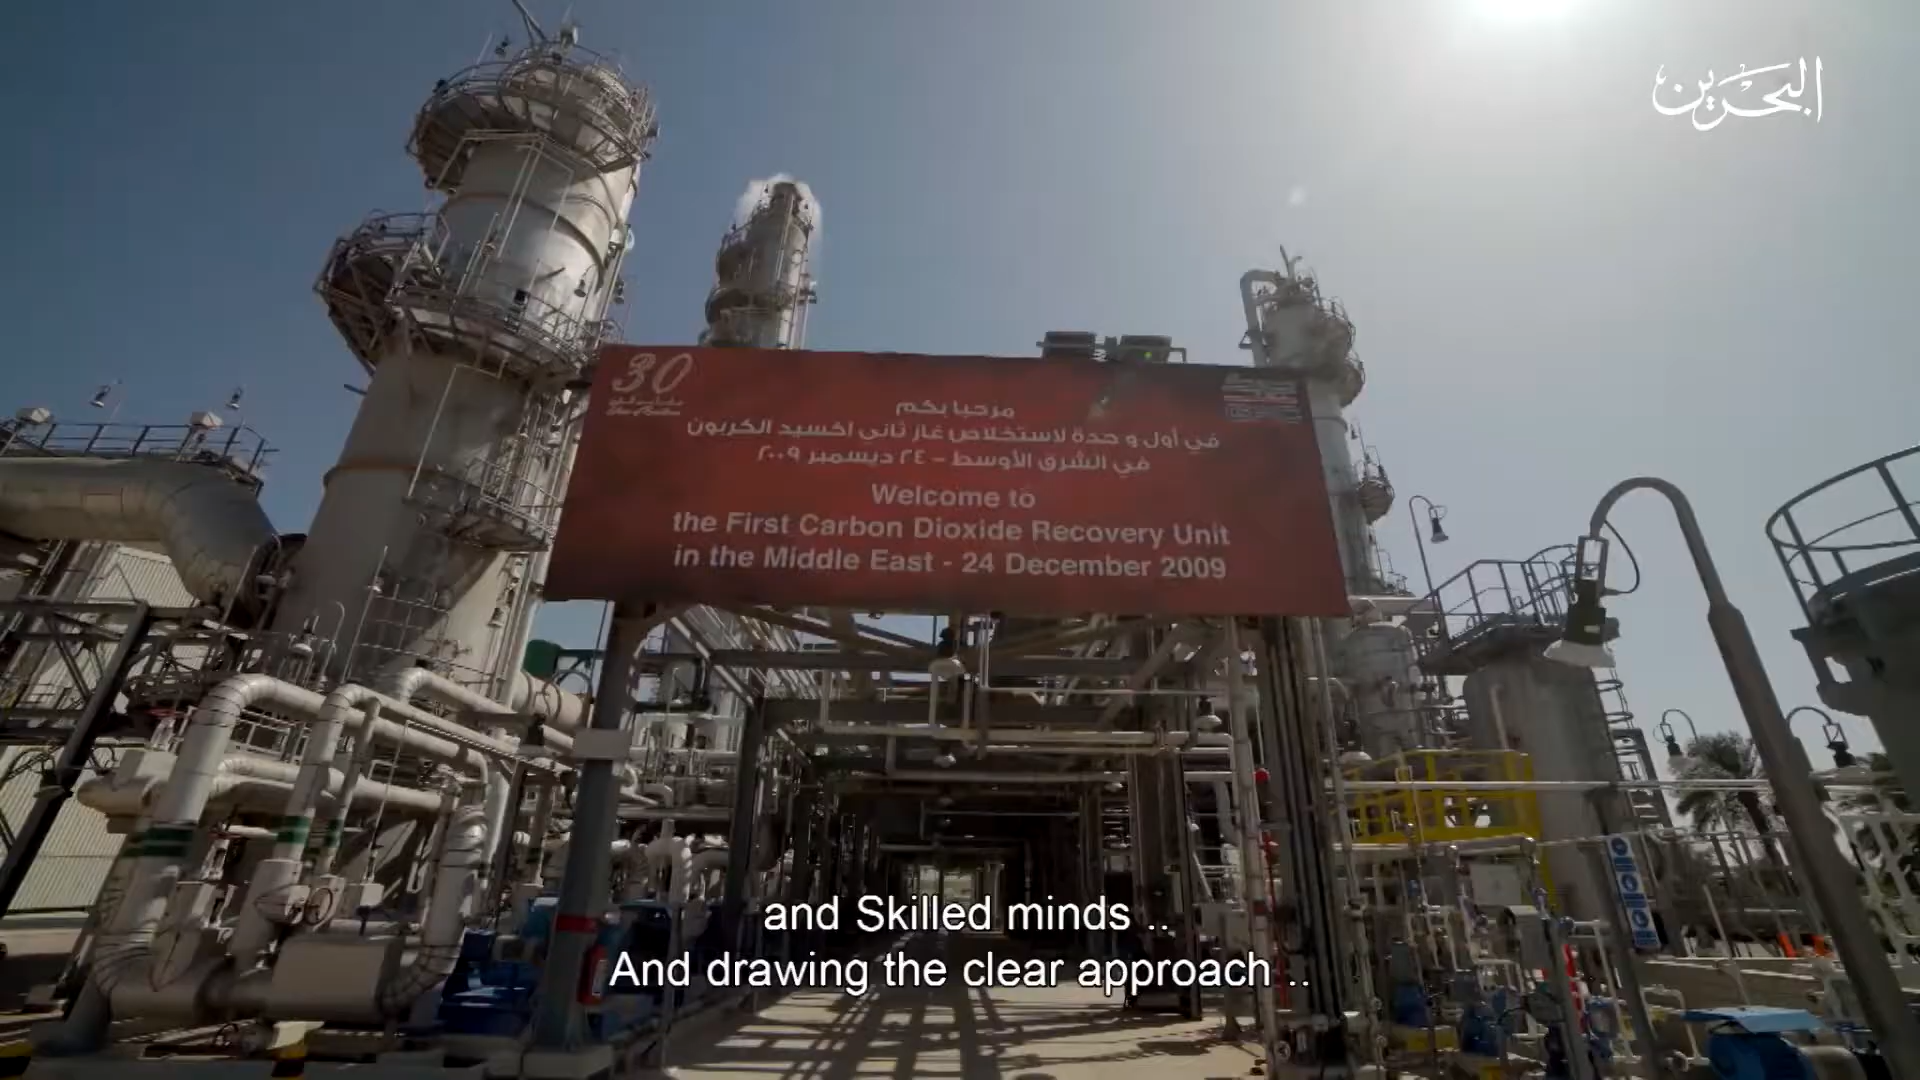 البحرين
30
مرحبا بكم
في أول وحدة لاستخلاص غاز ثاني اكسيد الكربون
في الشرق الأوسط - ٢٤ ديسمبر ٢٠٠٩
Welcome to
the First Carbon Dioxide Recovery Unit
in the Middle East - 24 December 2009
and Skilled minds ..
And drawing the clear approach ..